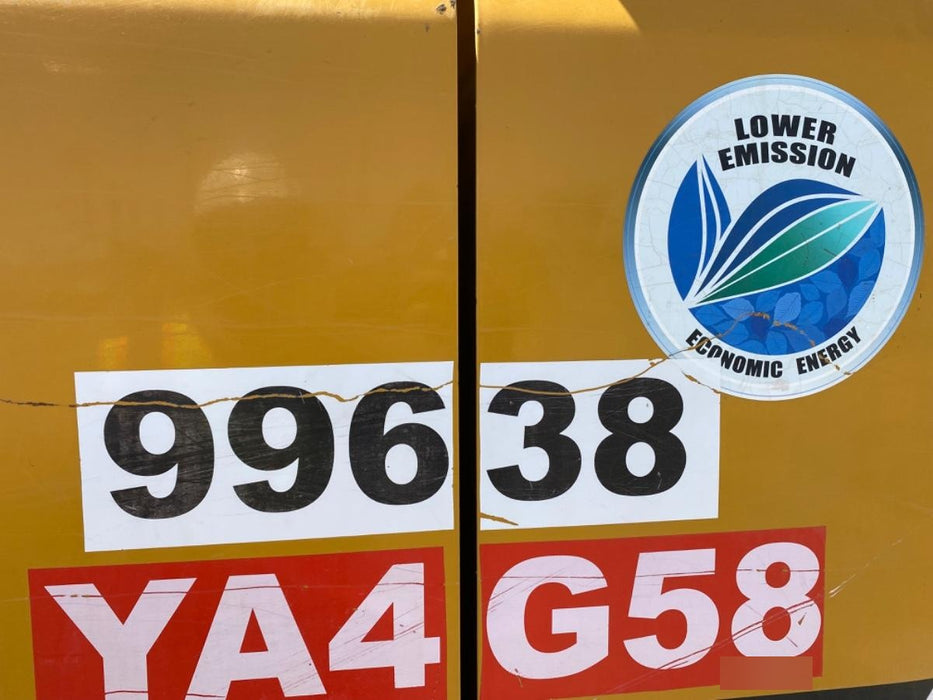 LOWER
EMISSION
ECONOMIC ENERGY
99638
YA4G58